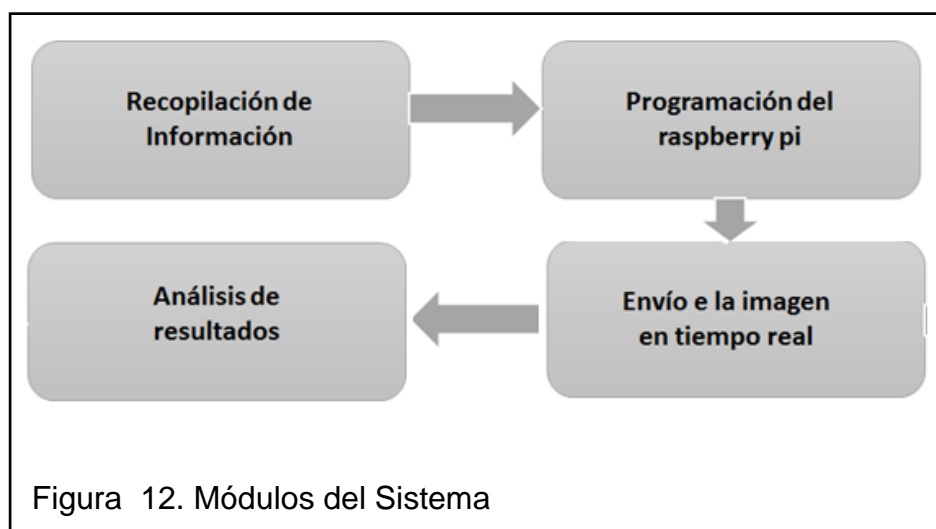 Recopilación de
Información
Programación del
raspberry pi
Envío e la imagen
en tiempo real
Análisis de
resultados
Figura 12. Módulos del Sistema